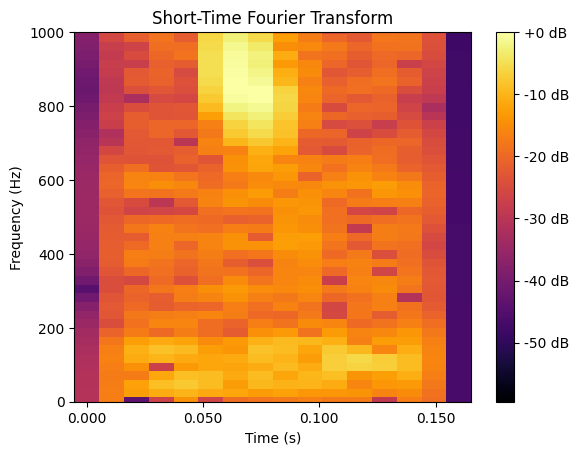 Short-Time Fourier Transform
1000
800
600
400
200
0
Frequency (Hz)
0.000
0.050
0.100
0.150
Time (s)
+0 dB
-10 dB
-20 dB
-30 dB
-40 dB
-50 dB